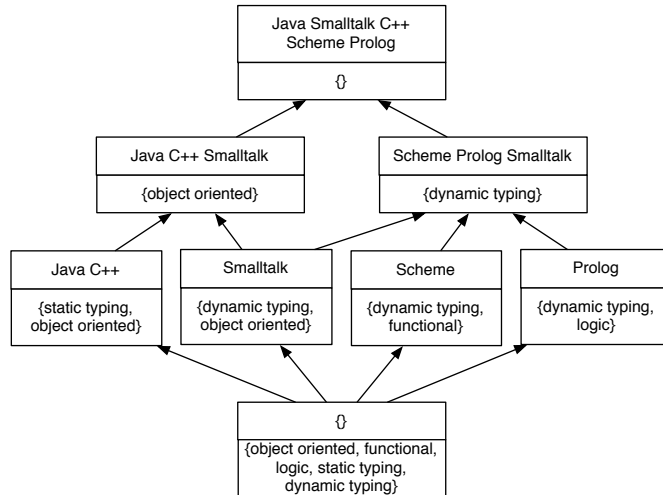 Java Smalltalk C++
Scheme Prolog
{}
Java C++ Smalltalk
{object oriented}
Scheme Prolog Smalltalk
{dynamic typing}
Java C++
{static typing,
object oriented}
Smalltalk
{dynamic typing,
object oriented}
Scheme
{dynamic typing,
functional}
Prolog
{dynamic typing,
logic}
{}
{object oriented, functional,
logic, static typing,
dynamic typing}